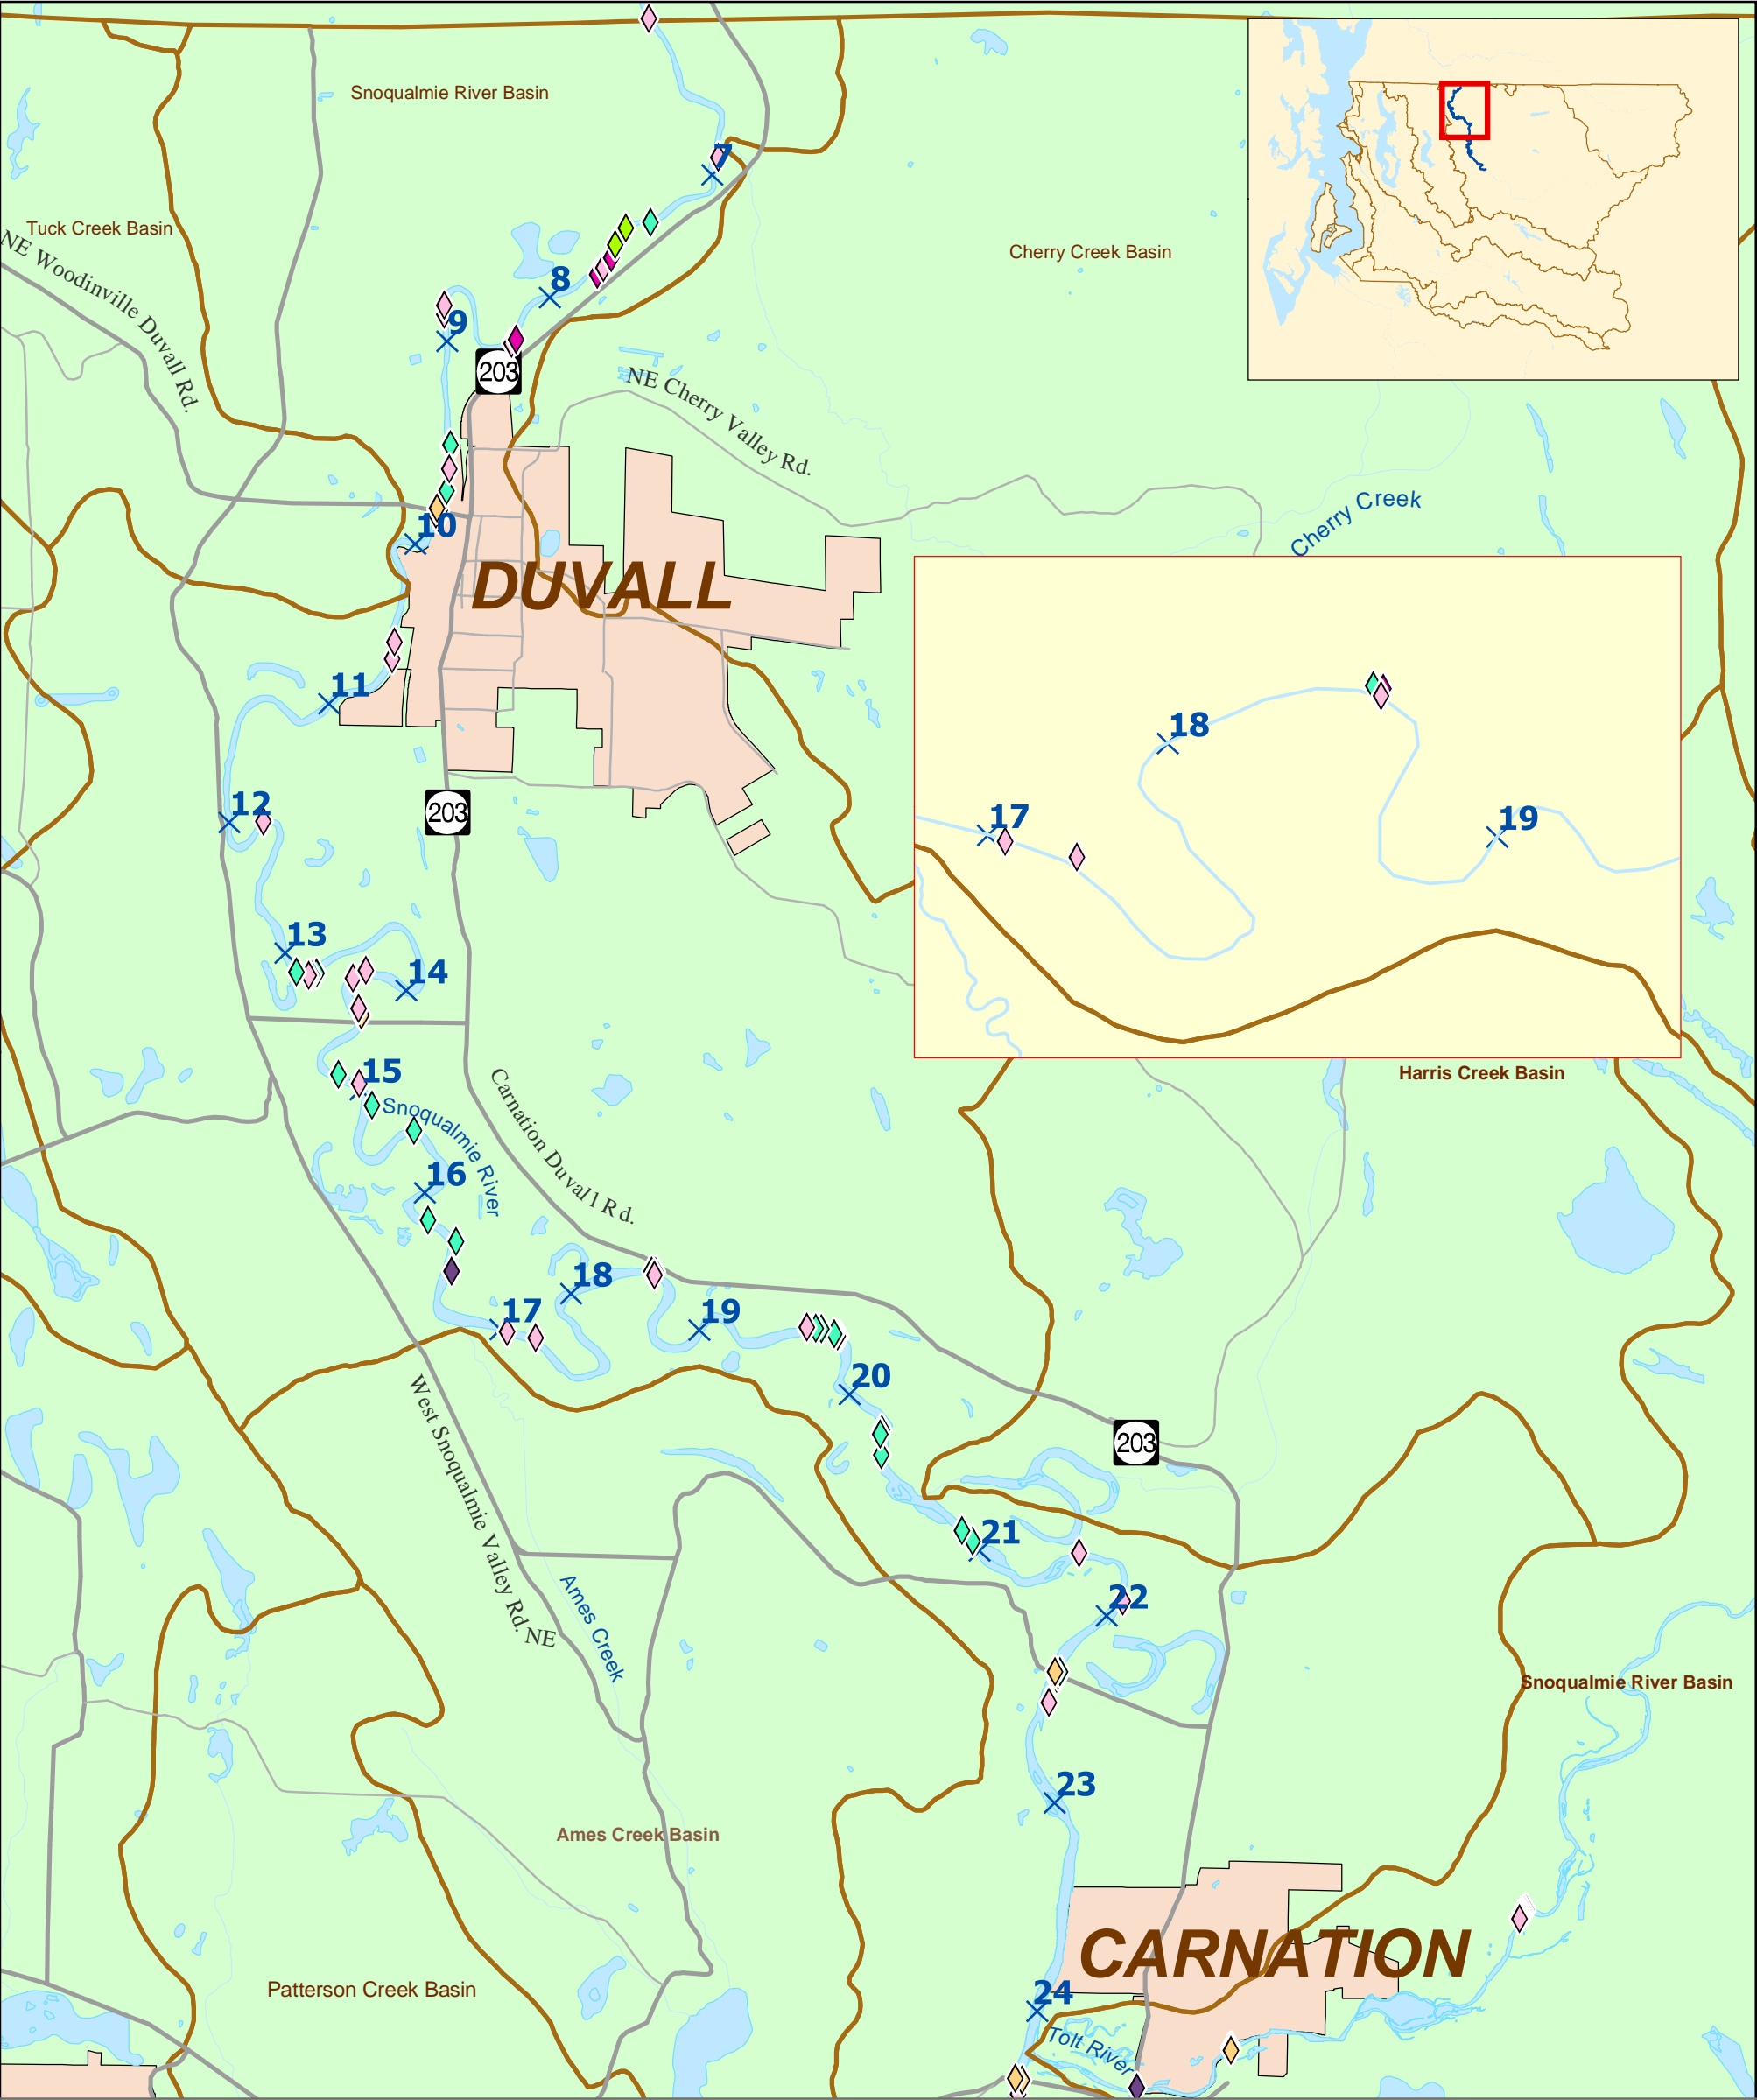 Snoqualmie River Basin
7
Tuck Creek Basin
NE Woodinville Duvall Rd.
Cherry Creek Basin
8
9
203
NE Cherry Valley Rd.
Cherry Creek
10
DUVALL
11
18
17
19
12
203
13
14
15
Snoqualmie River
Carnation Duvall Rd.
Harris Creek Basin
16
18
17
19
20
West Snoqualmie Valley Rd. NE
203
21
Ames Creek
22
Snoqualmie River Basin
23
Ames Creek Basin
CARNATION
Patterson Creek Basin
24
Tolt River